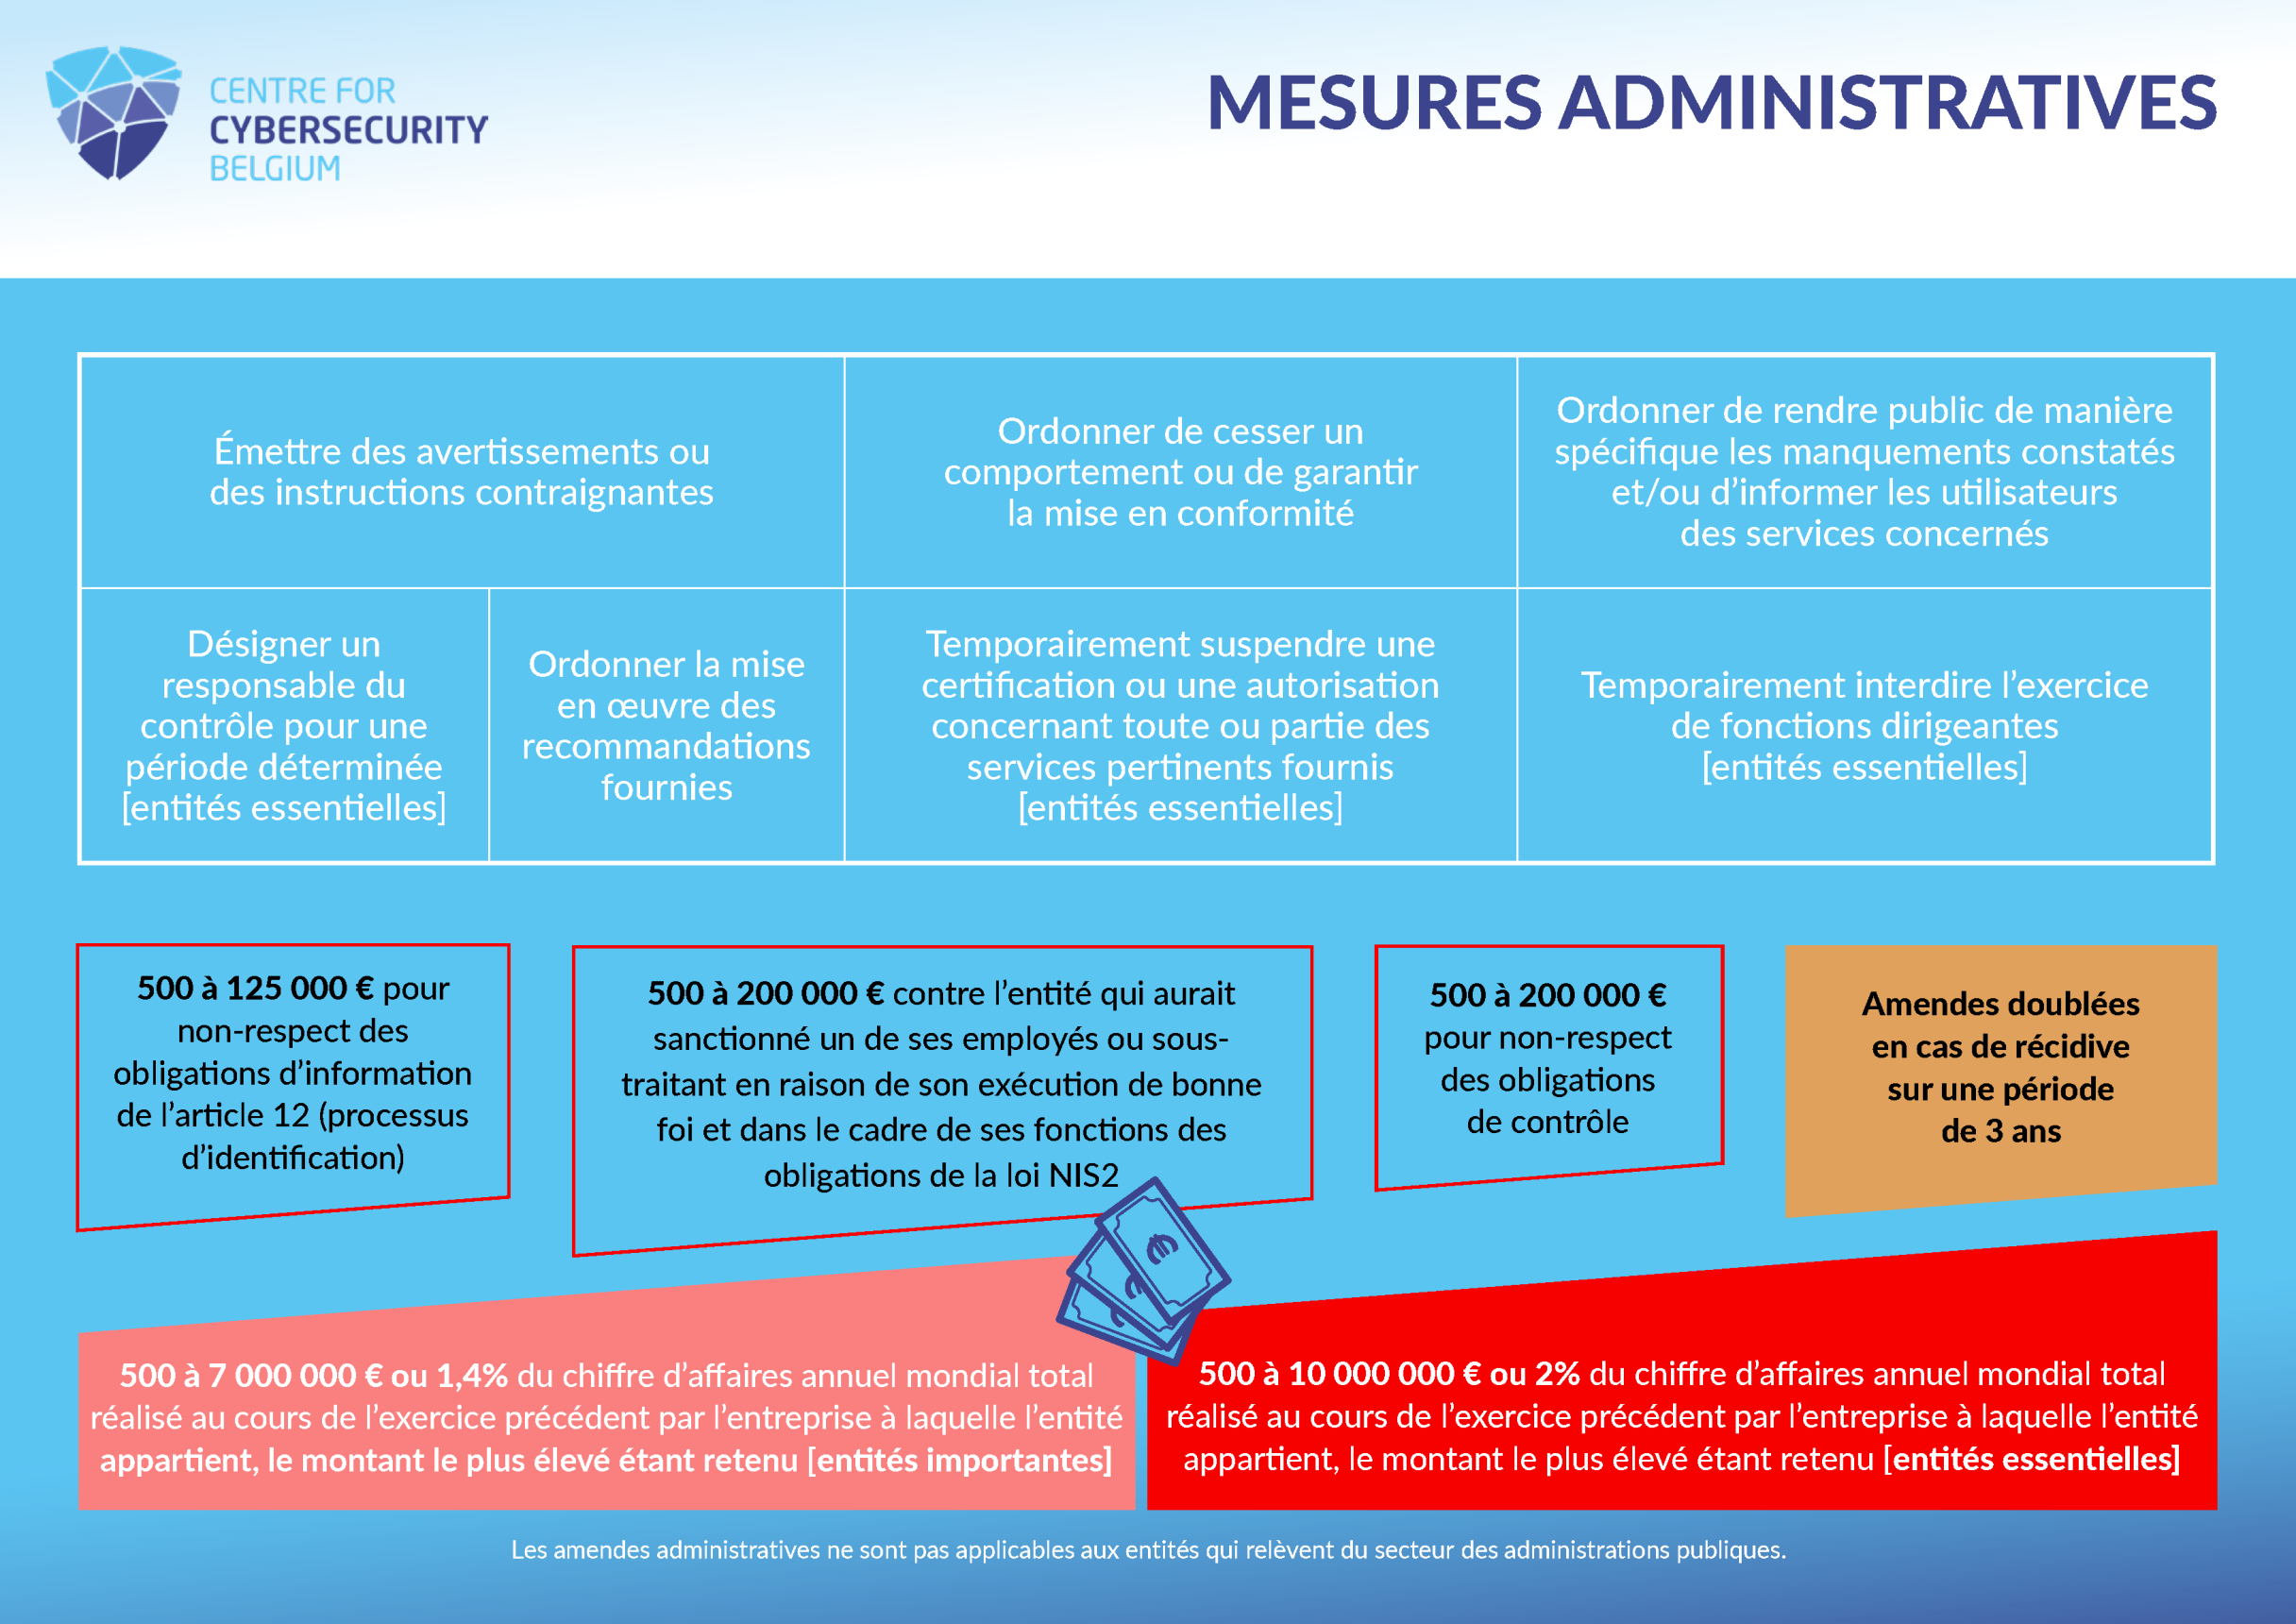 CENTRE FOR
CYBERSECURITY
BELGIUM
MESURES ADMINISTRATIVES
Émettre des avertissements ou
des instructions contraignantes
Ordonner de cesser un
comportement ou de garantir
la mise en conformité
Ordonner de rendre public de manière
spécifique les manquements constatés
et/ou d’informer les utilisateurs
des services concernés
Désigner un
responsable du
contrôle pour une
période déterminée
[entités essentielles]
Ordonner la mise
en œuvre des
recommandations
fournies
Temporairement suspendre une
certification ou une autorisation
concernant toute ou partie des
services pertinents fournis
[entités essentielles]
Temporairement interdire l’exercice
de fonctions dirigeantes
[entités essentielles]
500 à 125 000 € pour
non-respect des
obligations d’information
de l’article 12 (processus
d’identification)
500 à 200 000 € contre l’entité qui aurait
sanctionné un de ses employés ou sous-
traitant en raison de son exécution de bonne
foi et dans le cadre de ses fonctions des
obligations de la loi NIS2
500 à 200 000 €
pour non-respect
des obligations
de contrôle
Amendes doublées
en cas de récidive
sur une période
de 3 ans
€
€
€
500 à 7 000 000 € ou 1,4% du chiffre d’affaires annuel mondial total
réalisé au cours de l’exercice précédent par l’entreprise à laquelle l’entité
appartient, le montant le plus élevé étant retenu [entités importantes]
500 à 10 000 000 € ou 2% du chiffre d’affaires annuel mondial total
réalisé au cours de l’exercice précédent par l’entreprise à laquelle l’entité
appartient, le montant le plus élevé étant retenu [entités essentielles]
Les amendes administratives ne sont pas applicables aux entités qui relèvent du secteur des administrations publiques.